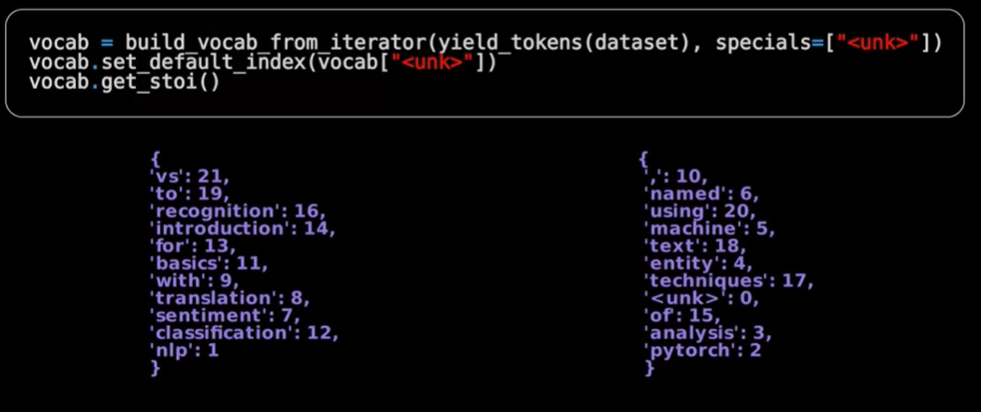 vocab = build_vocab_from_iterator(yield_tokens(dataset), specials=["<unk>"])
vocab.set_default_index(vocab["<unk>"])
vocab.get_stoi()
{
'vs': 21,
'to': 19,
'recognition': 16,
'introduction': 14,
'for': 13,
'basics': 11,
'with': 9,
'translation': 8,
'sentiment': 7,
'classification': 12,
'nlp': 1
}
{
',': 10,
'named': 6,
'using': 20,
'machine': 5,
'text': 18,
'entity': 4,
'techniques': 17,
'<unk>': 0,
'of': 15,
'analysis': 3,
'pytorch': 2
}